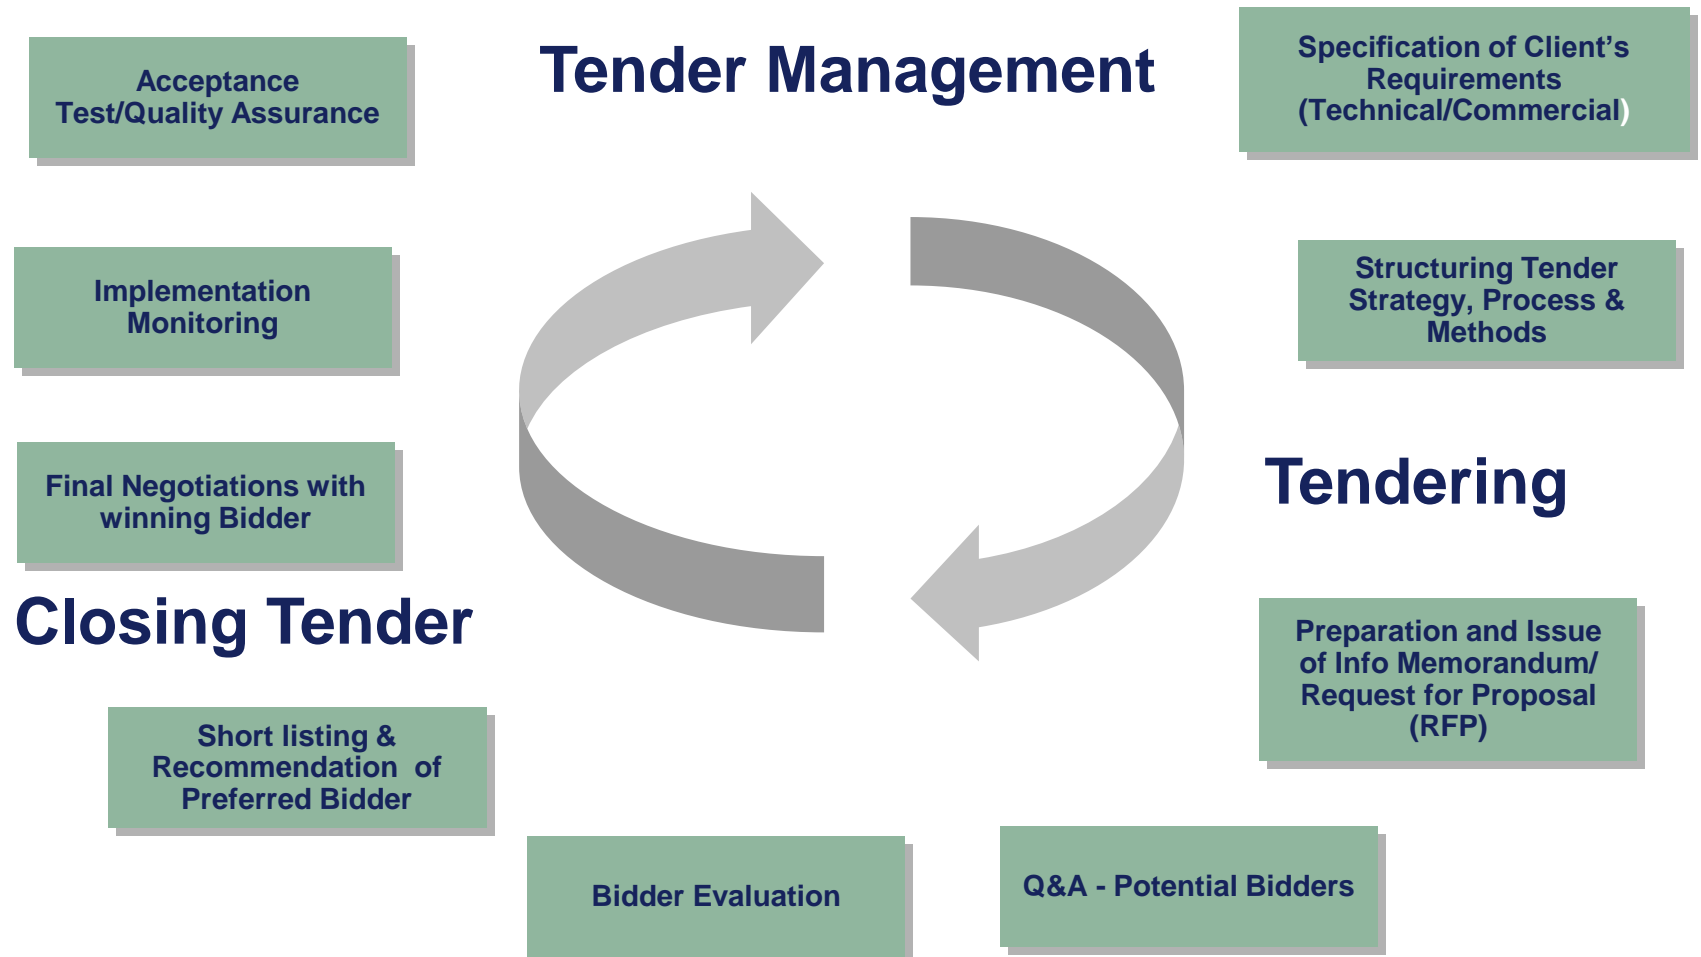 Tender Management
Specification of Client’s
Requirements
(Technical/Commercial)
Structuring Tender
Strategy, Process &
Methods
Tendering
Preparation and Issue
of Info Memorandum/
Request for Proposal
(RFP)
Q&A - Potential Bidders
Bidder Evaluation
Short listing &
Recommendation of
Preferred Bidder
Closing Tender
Final Negotiations with
winning Bidder
Implementation
Monitoring
Acceptance
Test/Quality Assurance